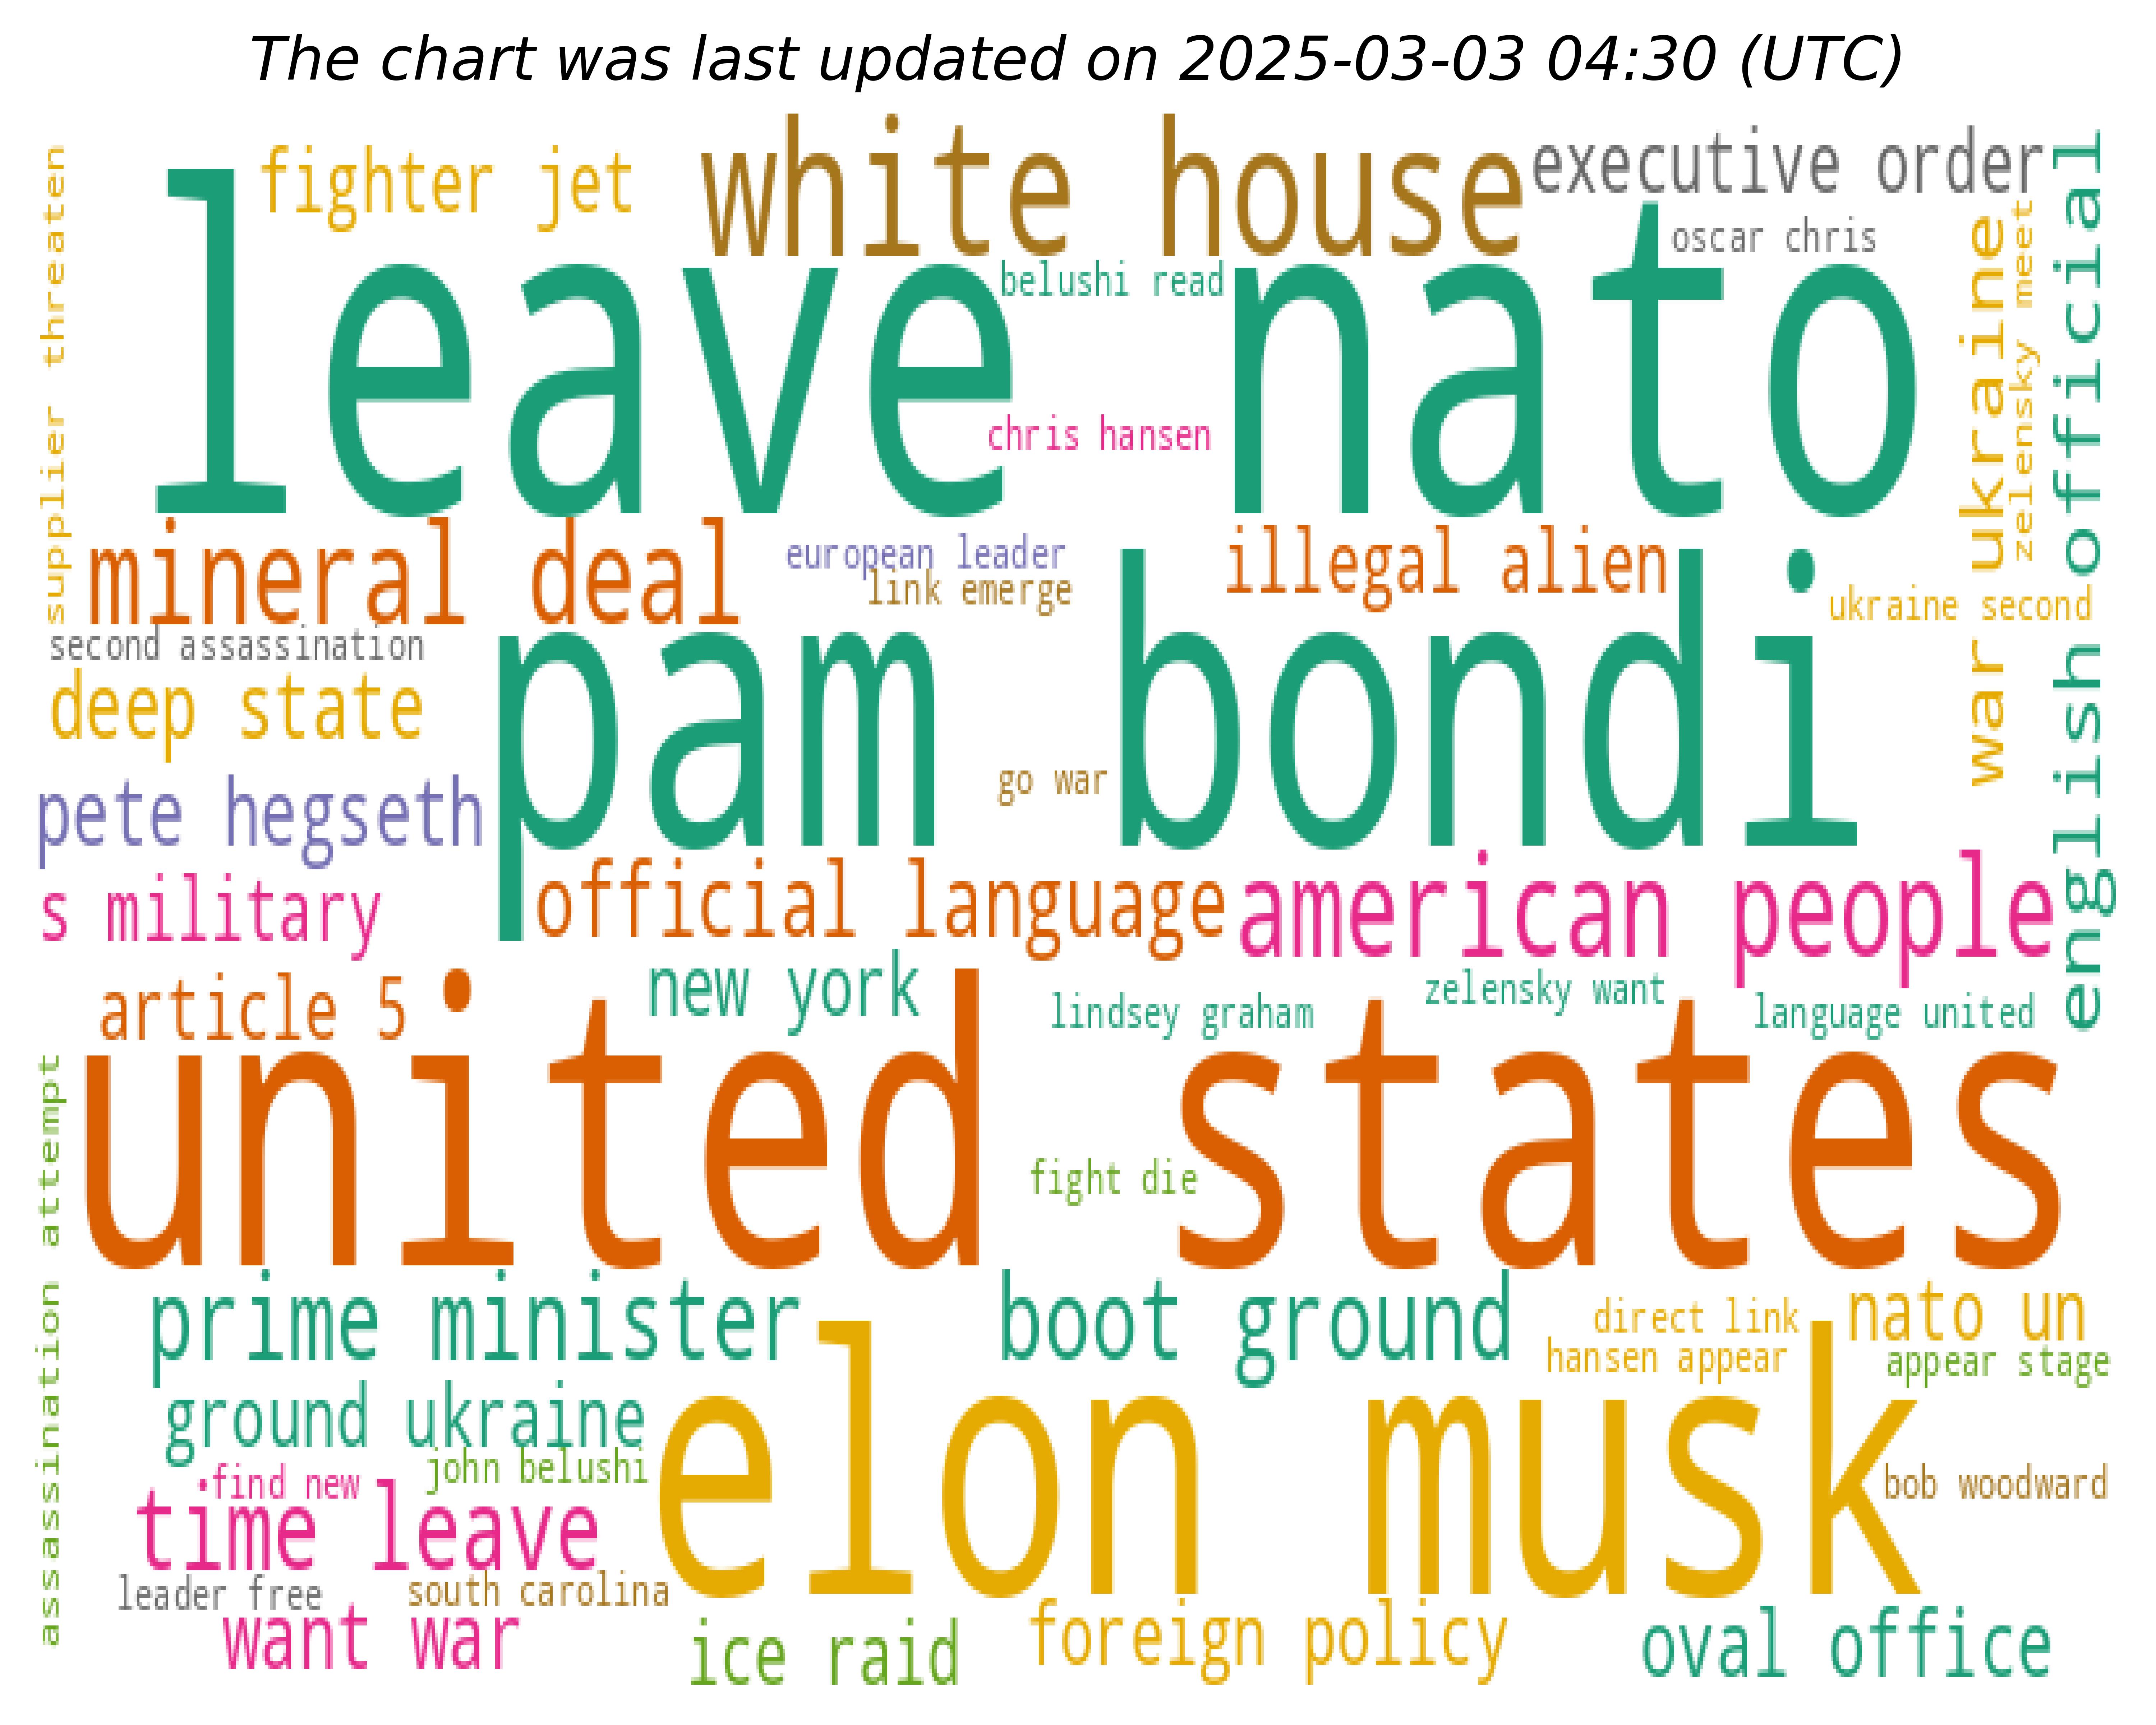 The chart was last updated on 2025-03-03 04:30 (UTC)
white house
executive order
fighter jet
supplier threaten
leave nato
oscar chris
belushi read
chris hansen
war ukraine
zelensky meet
english official
mineral deal
european leader
link emerge
illegal alien
ukraine second
second assassination
deep state
pam bondi
go war
pete hegseth
s military
official language
american people
article 5
new york
lindsey graham
zelensky want
language united
united states
assassination attempt
fight die
prime minister
boot ground
direct link
nato un
hansen appear
appear stage
ground ukraine
john belushi
elon musk
find new
bob woodward
time leave
leader free
south carolina
want war
ice raid
foreign policy
oval office